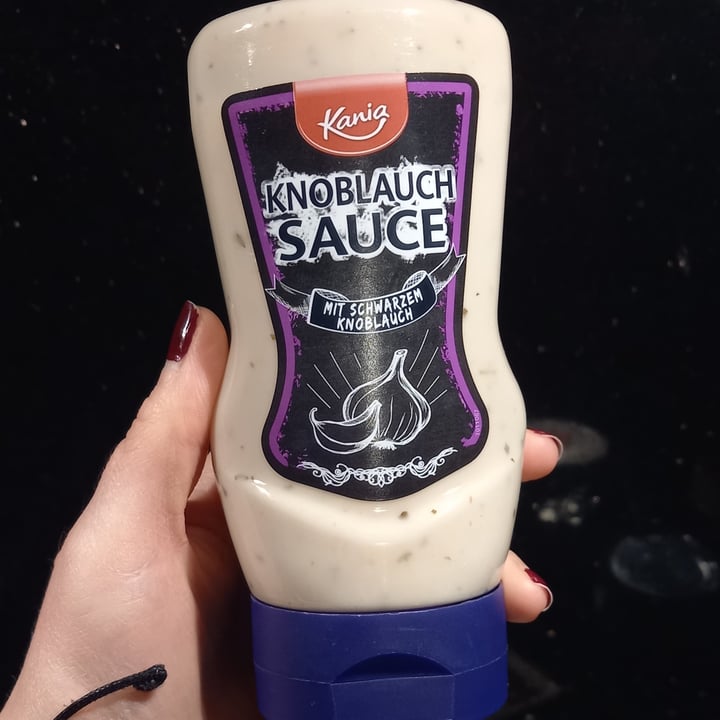 Kania
KNOBLAUCH
SAUCE
MIT SCHWARZEM
KNOBLAUCH